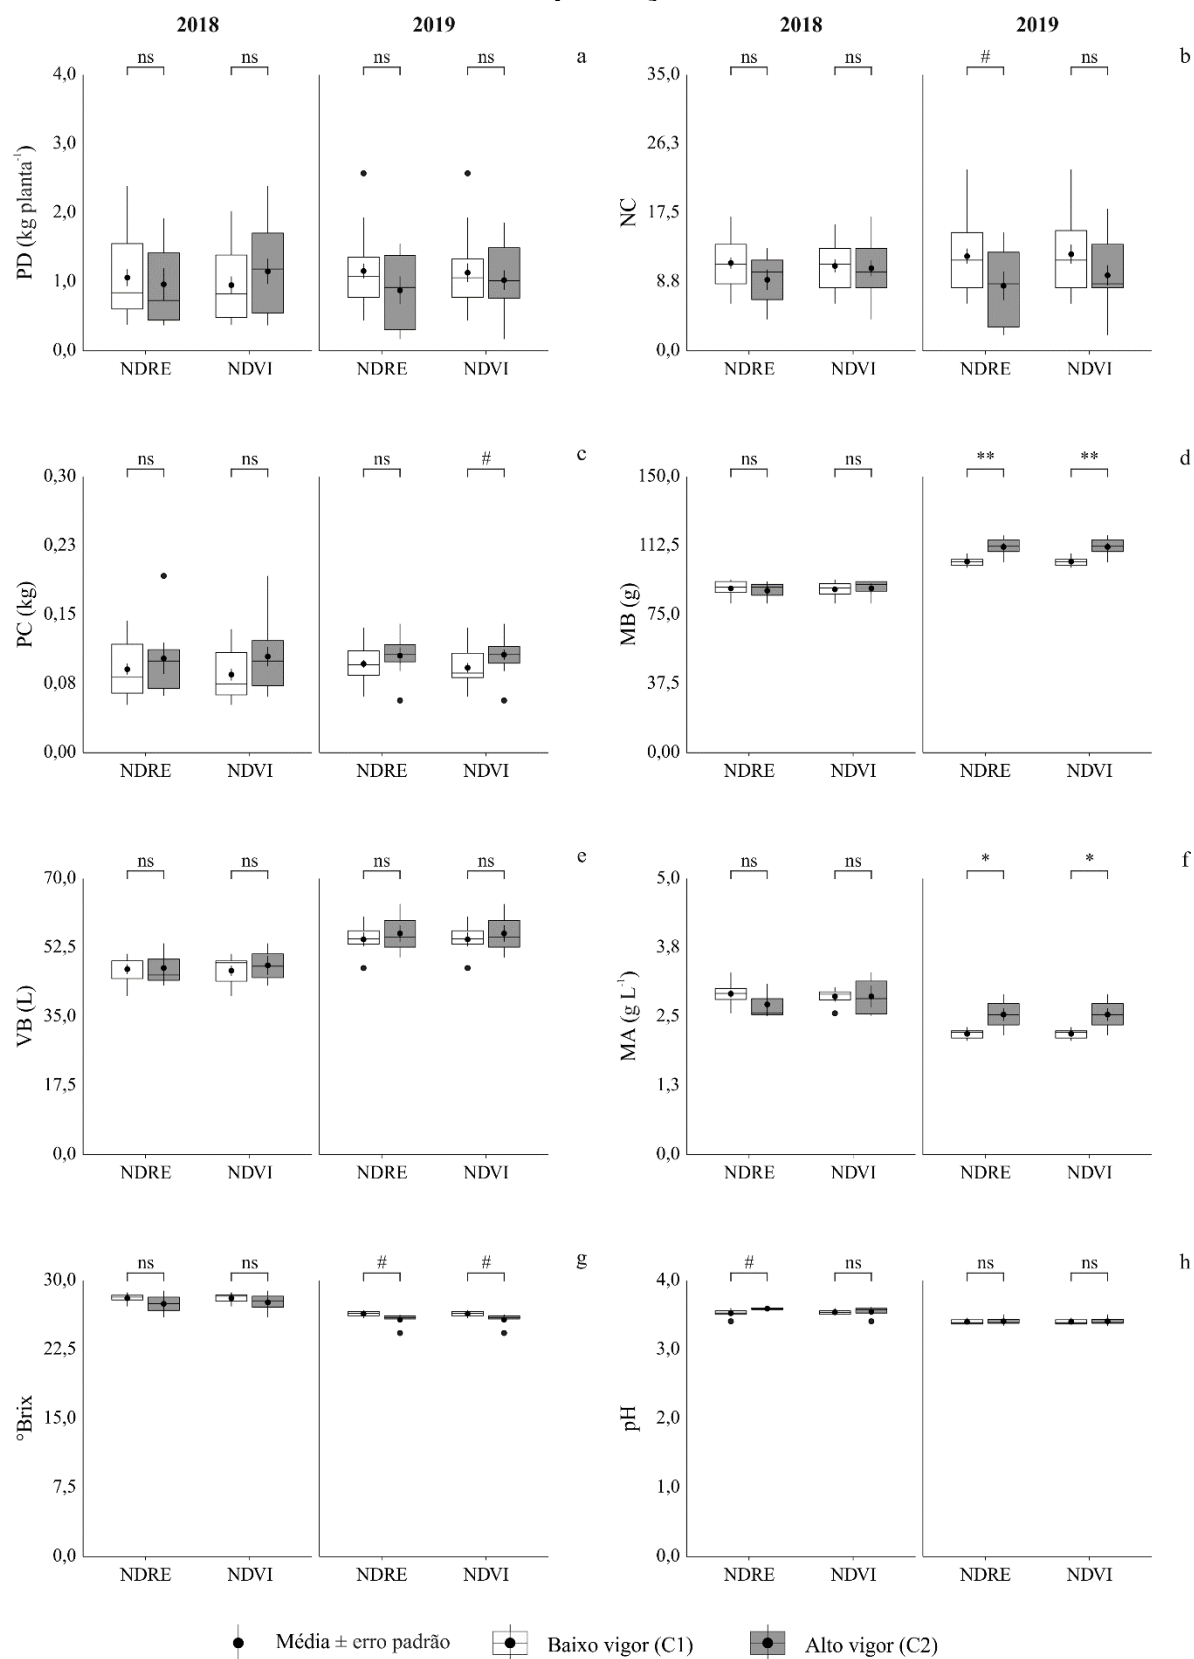 2018 2019 2018 2019
ns ns ns ns a ns ns # ns b
4,0 35,0
3,0 26,3
2,0 17,5
1,0 8,8
0,0 0,0
PD (kg planta⁻¹) NC
NDRE NDVI NDRE NDVI NDRE NDVI NDRE NDVI
ns ns ns # c ns ns ** ** d
0,30 150,0
0,23 112,5
0,15 75,0
0,08 37,5
0,00 0,00
PC (kg) MB (g)
NDRE NDVI NDRE NDVI NDRE NDVI NDRE NDVI
ns ns ns ns e ns ns * * f
70,0 5,0
52,5 3,8
35,0 2,5
17,5 1,3
0,0 0,0
VB (L) MA (g L⁻¹)
NDRE NDVI NDRE NDVI NDRE NDVI NDRE NDVI
ns ns # # g # ns ns ns h
30,0 4,0
22,5 3,0
15,0 2,0
7,5 1,0
0,0 0,0
°Brix pH
NDRE NDVI NDRE NDVI NDRE NDVI NDRE NDVI
Média ± erro padrão Baixo vigor (C1) Alto vigor (C2)